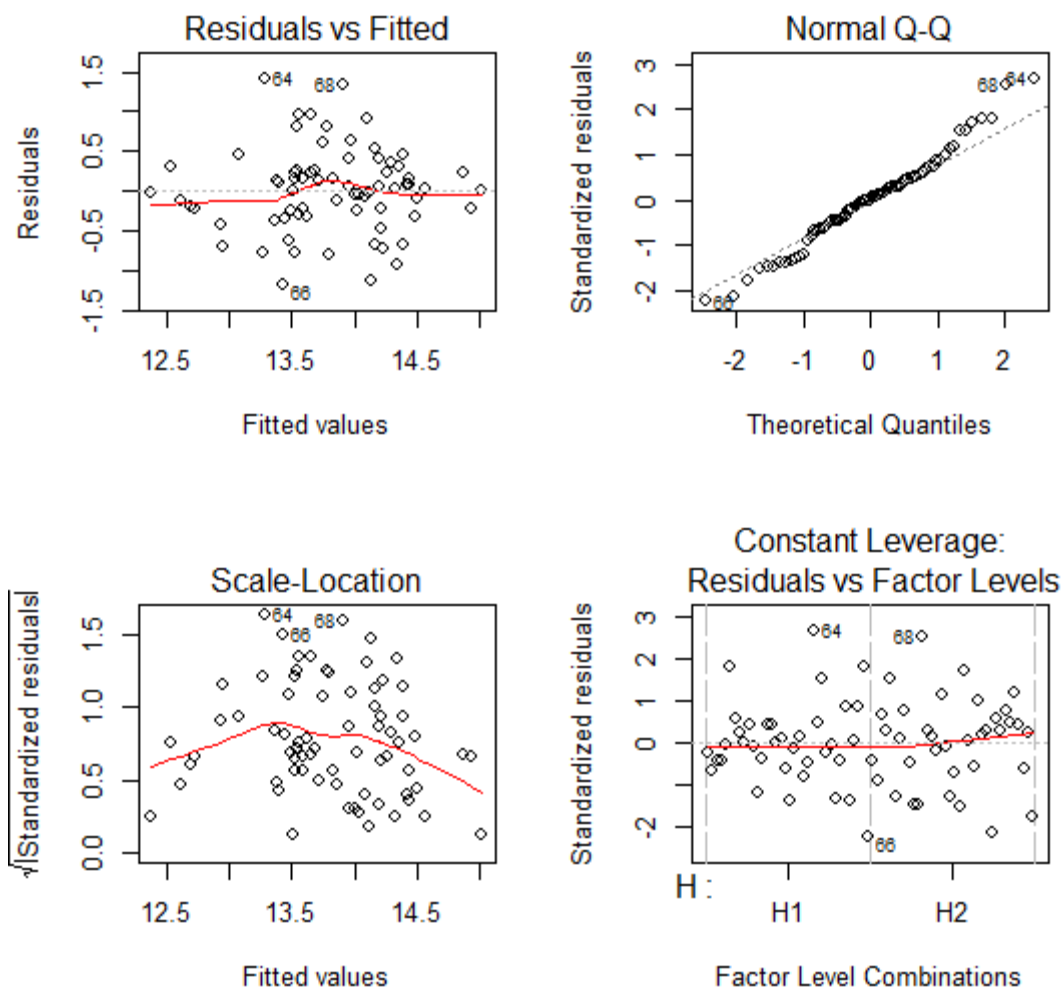 Residuals vs Fitted
Residuals
1.5
0.5
-0.5
-1.5
64
68
66
12.5 13.5 14.5
Fitted values
Normal Q-Q
Standardized residuals
3
2
1
0
-1
-2
68 64
66
-2 -1 0 1 2
Theoretical Quantiles
Scale-Location
√|Standardized residuals|
1.5
1.0
0.5
0.0
64
68
66
12.5 13.5 14.5
Fitted values
Constant Leverage:
Residuals vs Factor Levels
Standardized residuals
3
2
0
-2
64
68
66
H :
H1 H2
Factor Level Combinations